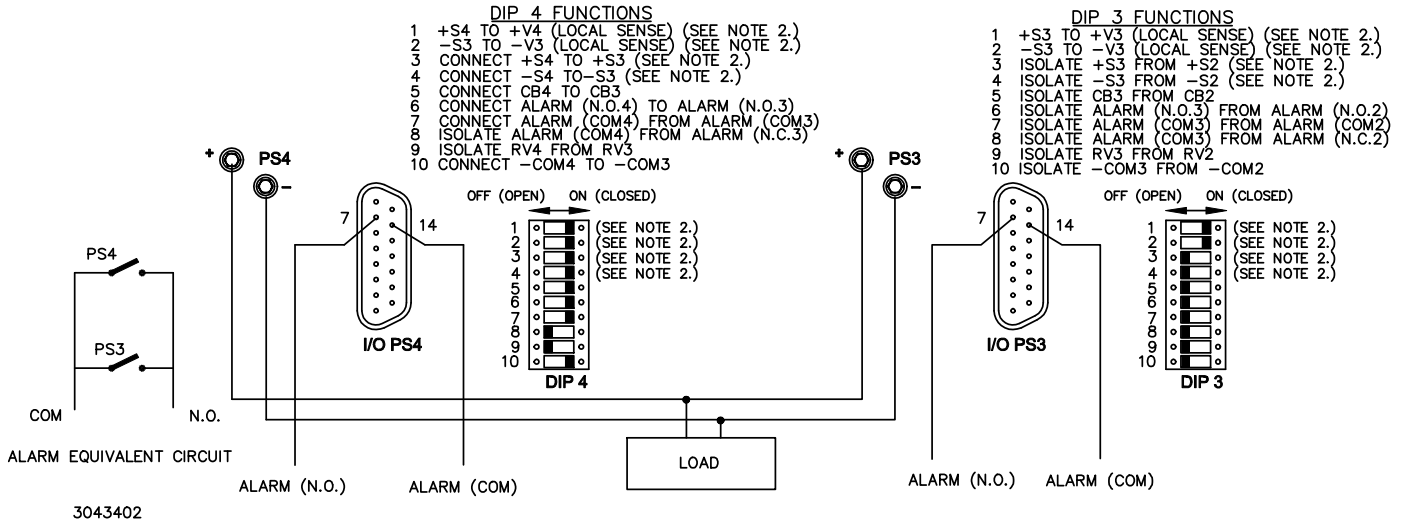 DIP 4 FUNCTIONS
1 +S4 TO +V4 (LOCAL SENSE) (SEE NOTE 2.)
2 −S3 TO −V3 (LOCAL SENSE) (SEE NOTE 2.)
3 CONNECT +S4 TO +S3 (SEE NOTE 2.)
4 CONNECT −S4 TO−S3 (SEE NOTE 2.)
5 CONNECT CB4 TO CB3
6 CONNECT ALARM (N.O.4) TO ALARM (N.O.3)
7 CONNECT ALARM (COM4) FROM ALARM (COM3)
8 ISOLATE ALARM (COM4) FROM ALARM (N.C.3)
9 ISOLATE RV4 FROM RV3
10 CONNECT −COM4 TO −COM3
DIP 3 FUNCTIONS
1 +S3 TO +V3 (LOCAL SENSE) (SEE NOTE 2.)
2 −S3 TO −V3 (LOCAL SENSE) (SEE NOTE 2.)
3 ISOLATE +S3 FROM +S2 (SEE NOTE 2.)
4 ISOLATE −S3 FROM −S2 (SEE NOTE 2.)
5 ISOLATE CB3 FROM CB2
6 ISOLATE ALARM (N.O.3) FROM ALARM (N.O.2)
7 ISOLATE ALARM (COM3) FROM ALARM (COM2)
8 ISOLATE ALARM (COM3) FROM ALARM (N.C.2)
9 ISOLATE RV3 FROM RV2
10 ISOLATE −COM3 FROM −COM2
+ PS4
−
7
14
I/O PS4
OFF (OPEN) ON (CLOSED)
1 (SEE NOTE 2.)
2 (SEE NOTE 2.)
3 (SEE NOTE 2.)
4 (SEE NOTE 2.)
5
6
7
8
9
10
DIP 4
+ PS3
−
7
14
I/O PS3
OFF (OPEN) ON (CLOSED)
1 (SEE NOTE 2.)
2 (SEE NOTE 2.)
3 (SEE NOTE 2.)
4 (SEE NOTE 2.)
5
6
7
8
9
10
DIP 3
PS4
PS3
COM N.O.
ALARM EQUIVALENT CIRCUIT
ALARM (N.O.) ALARM (COM)
LOAD
ALARM (N.O.) ALARM (COM)
3043402